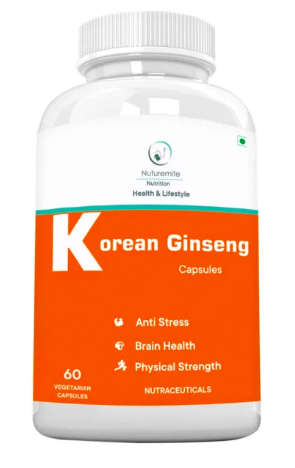 Nuturemite
Nutrition
Health & Lifestyle
Korean Ginseng
Capsules
Anti Stress
Brain Health
Physical Strength
60
VEGETARIAN
CAPSULES
NUTRACEUTICALS